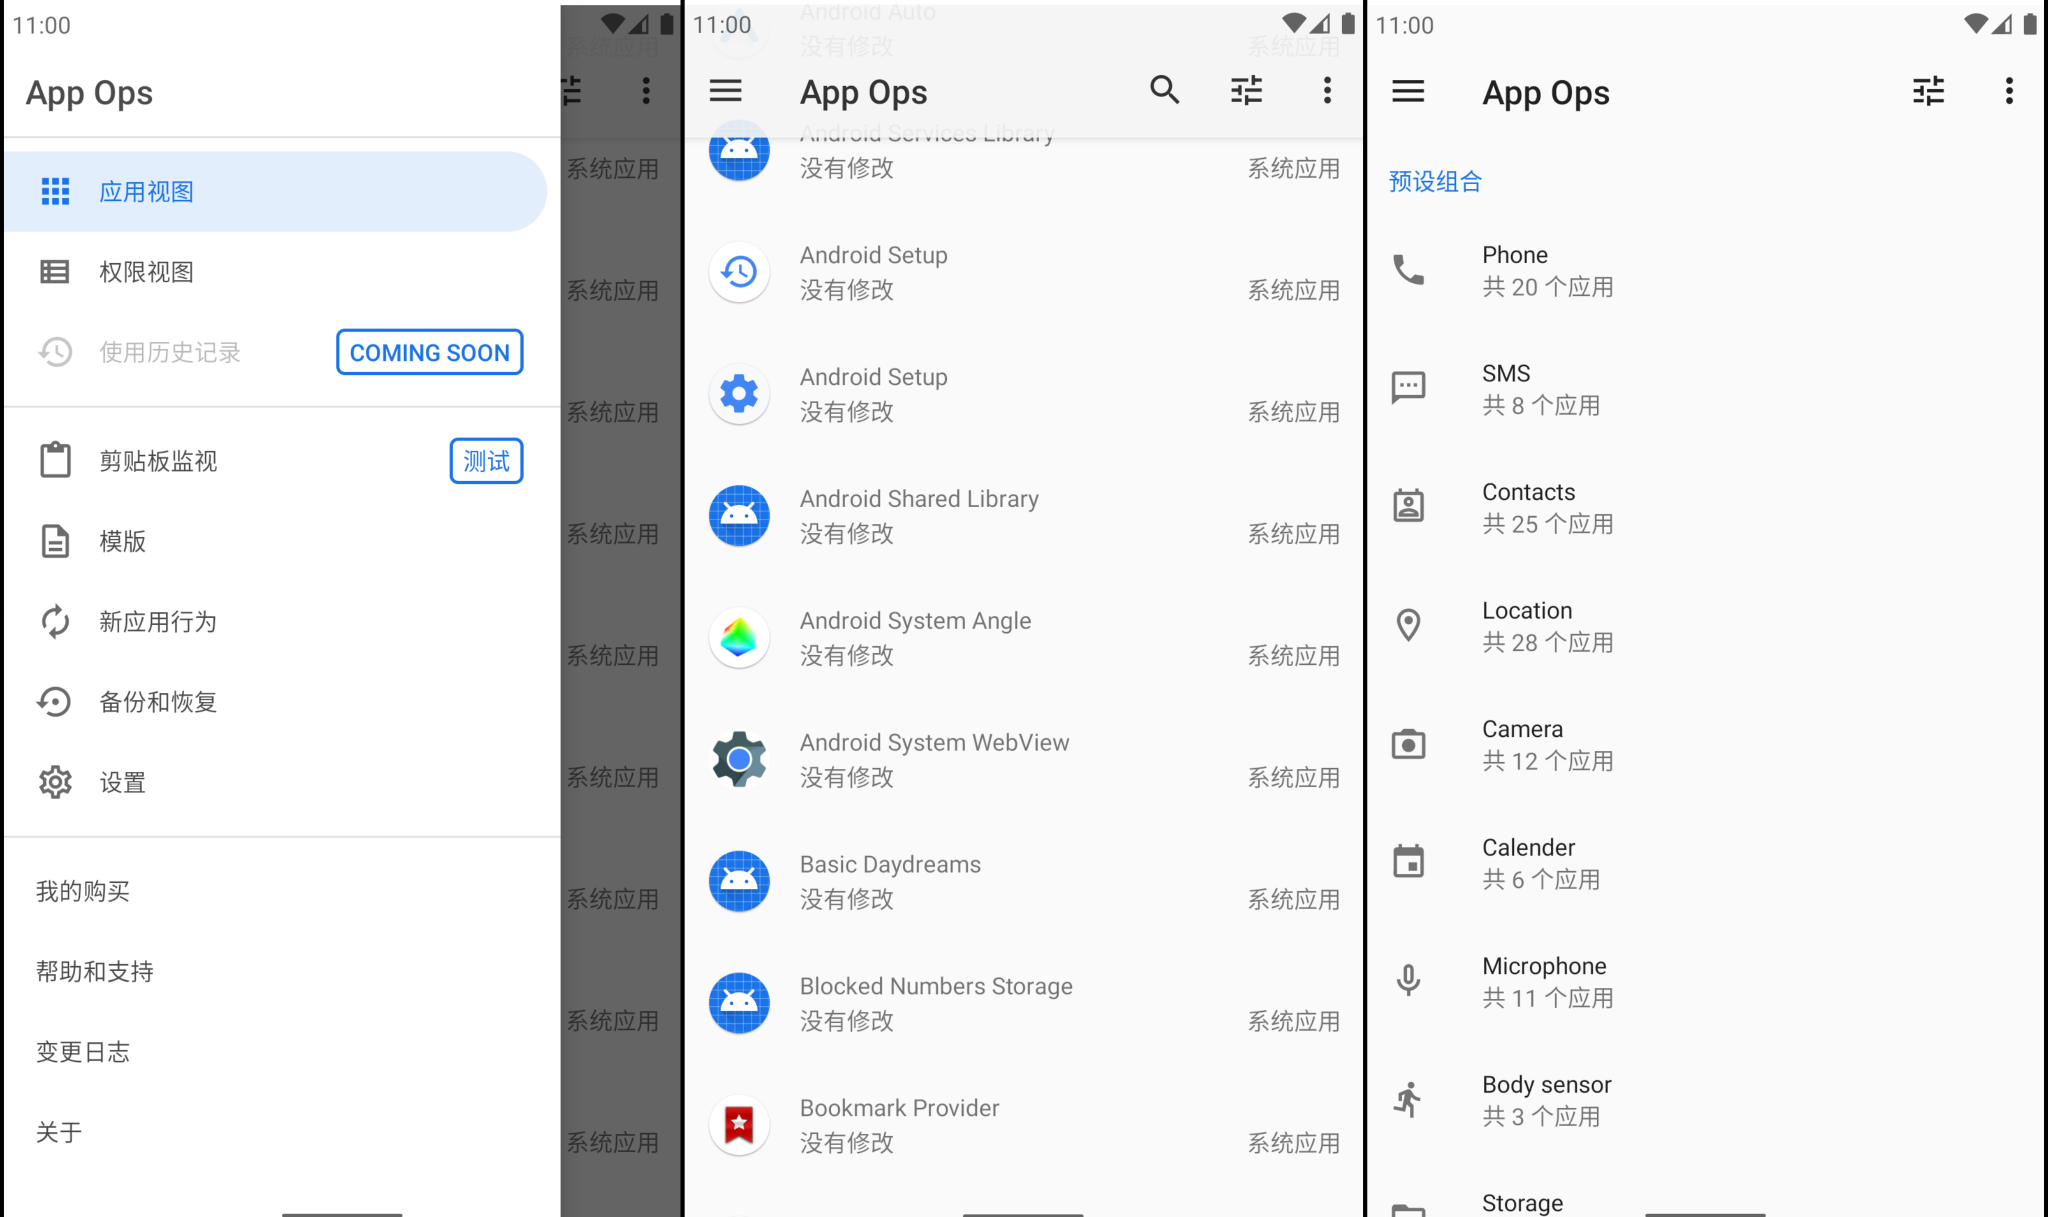 11:00
App Ops
应用视图
权限视图
使用历史记录
COMING SOON
剪贴板监视
测试
模版
新应用行为
备份和恢复
设置
我的购买
帮助和支持
变更日志
关于
系统应用
系统应用
系统应用
系统应用
系统应用
系统应用
系统应用
系统应用
系统应用
系统应用
11:00
Android Auto
没有修改
系统应用
App Ops
Android Services Library
没有修改
系统应用
Android Setup
没有修改
系统应用
Android Setup
没有修改
系统应用
Android Shared Library
没有修改
系统应用
Android System Angle
没有修改
系统应用
Android System WebView
没有修改
系统应用
Basic Daydreams
没有修改
系统应用
Blocked Numbers Storage
没有修改
系统应用
Bookmark Provider
没有修改
系统应用
11:00
App Ops
预设组合
Phone
共 20 个应用
SMS
共 8 个应用
Contacts
共 25 个应用
Location
共 28 个应用
Camera
共 12 个应用
Calender
共 6 个应用
Microphone
共 11 个应用
Body sensor
共 3 个应用
Storage